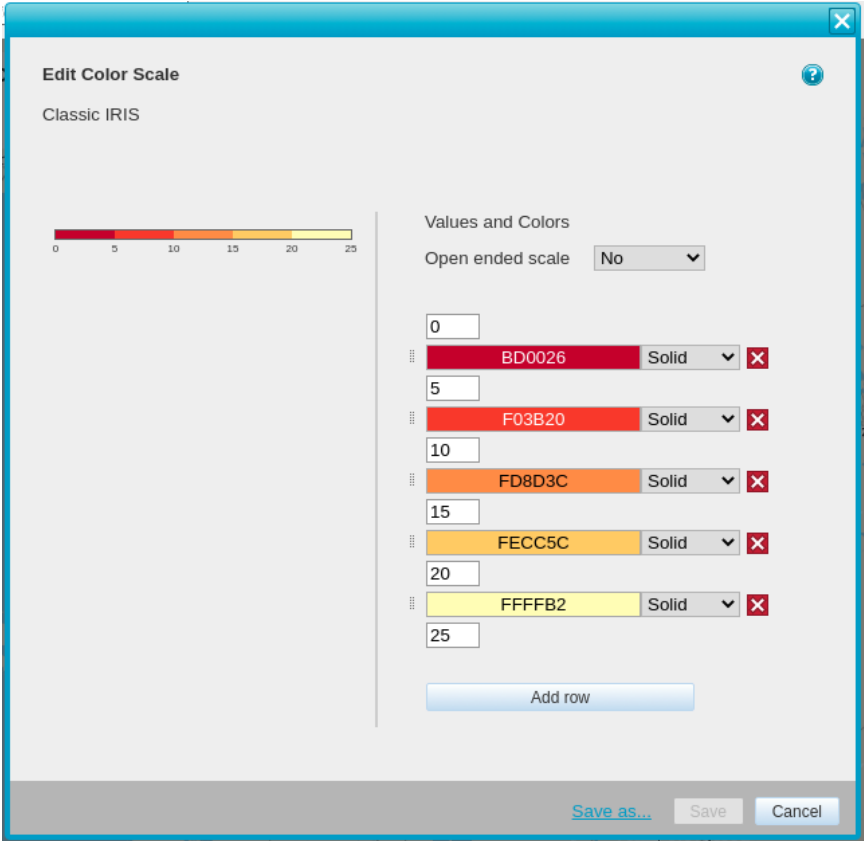 Edit Color Scale
?
Classic IRIS
0 5 10 15 20 25
Values and Colors
Open ended scale No
0
BD0026 Solid
5
F03B20 Solid
10
FD8D3C Solid
15
FECC5C Solid
20
FFFFB2 Solid
25
Add row
Save as... Save Cancel